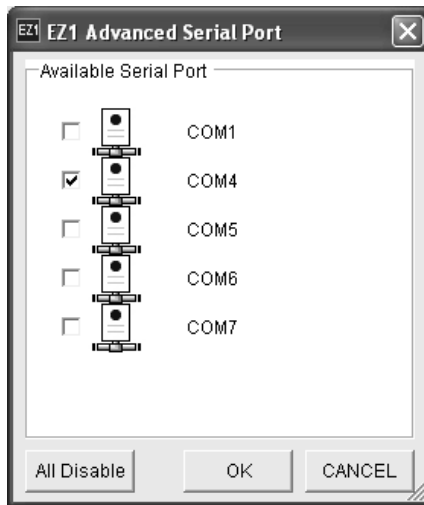 EZ1 EZ1 Advanced Serial Port
Available Serial Port
COM1
COM4
COM5
COM6
COM7
All Disable OK CANCEL